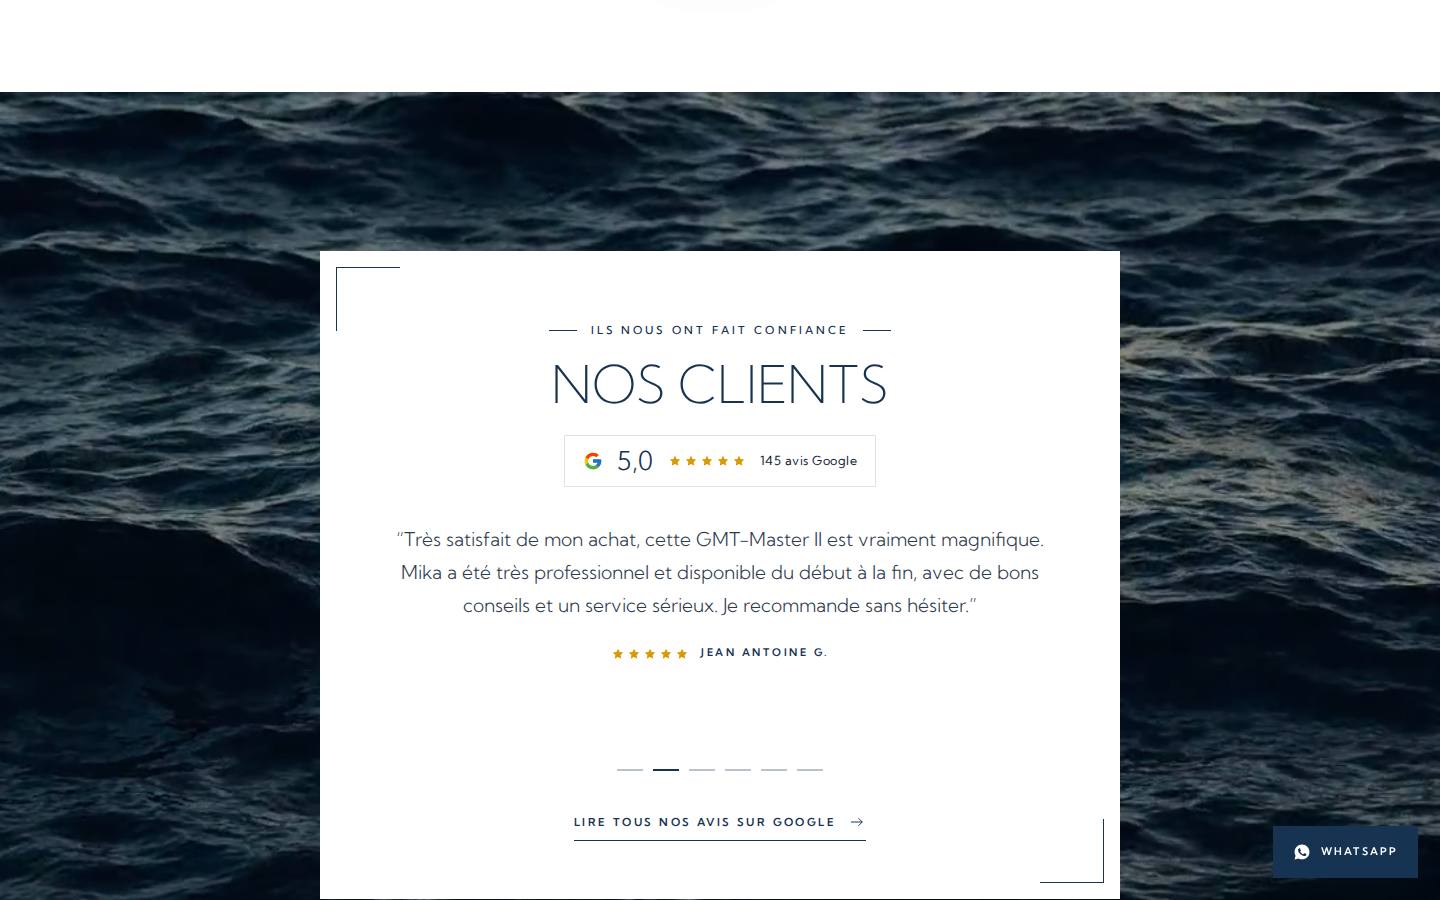 ILS NOUS ONT FAIT CONFIANCE
NOS CLIENTS
5,0 ★★★★★ 145 avis Google
“Très satisfait de mon achat, cette GMT-Master II est vraiment magnifique.
Mika a été très professionnel et disponible du début à la fin, avec de bons
conseils et un service sérieux. Je recommande sans hésiter.”
★★★★★ JEAN ANTOINE G.
LIRE TOUS NOS AVIS SUR GOOGLE →
WHATSAPP